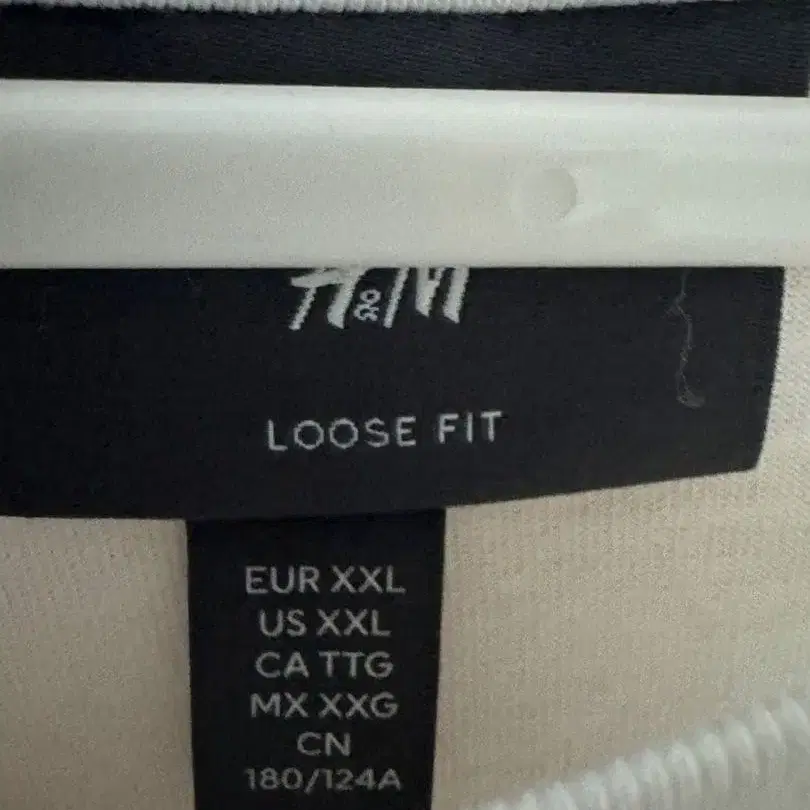 H&M
LOOSE FIT
EUR XXL
US XXL
CA TTG
MX XXG
CN
180/124A